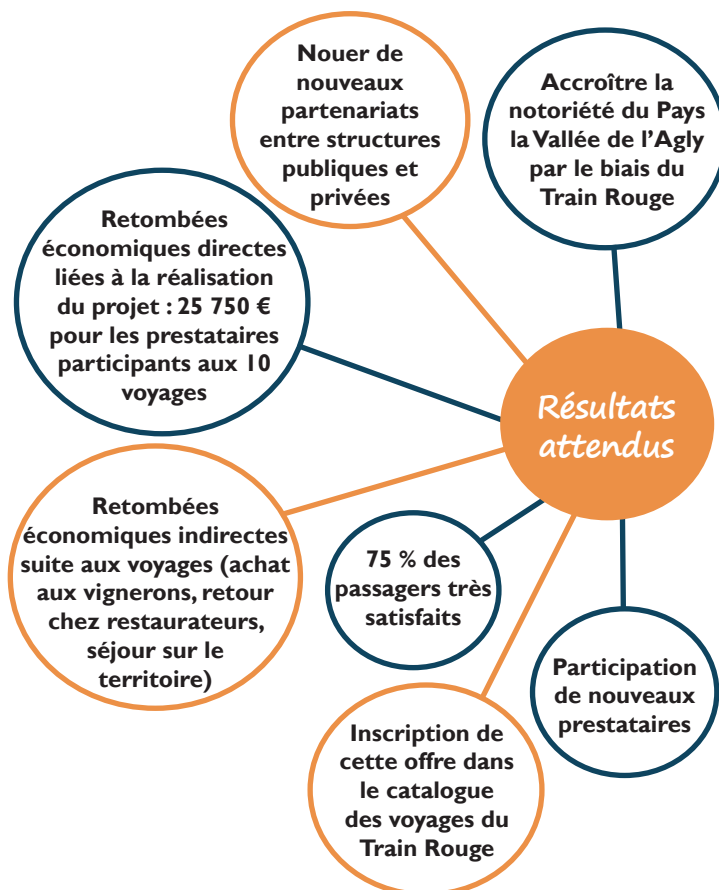 Nouer de
nouveaux
partenariats
entre structures
publiques et
privées
Accroître la
notoriété du Pays
la Vallée de l'Agly
par le biais du
Train Rouge
Retombées
économiques directes
liées à la réalisation
du projet : 25 750 €
pour les prestataires
participants aux 10
voyages
Résultats
attendus
Retombées
économiques indirectes
suite aux voyages (achat
aux vignerons, retour
chez restaurateurs,
séjour sur le
territoire)
75 % des
passagers très
satisfaits
Participation
de nouveaux
prestataires
Inscription de
cette offre dans
le catalogue
des voyages du
Train Rouge